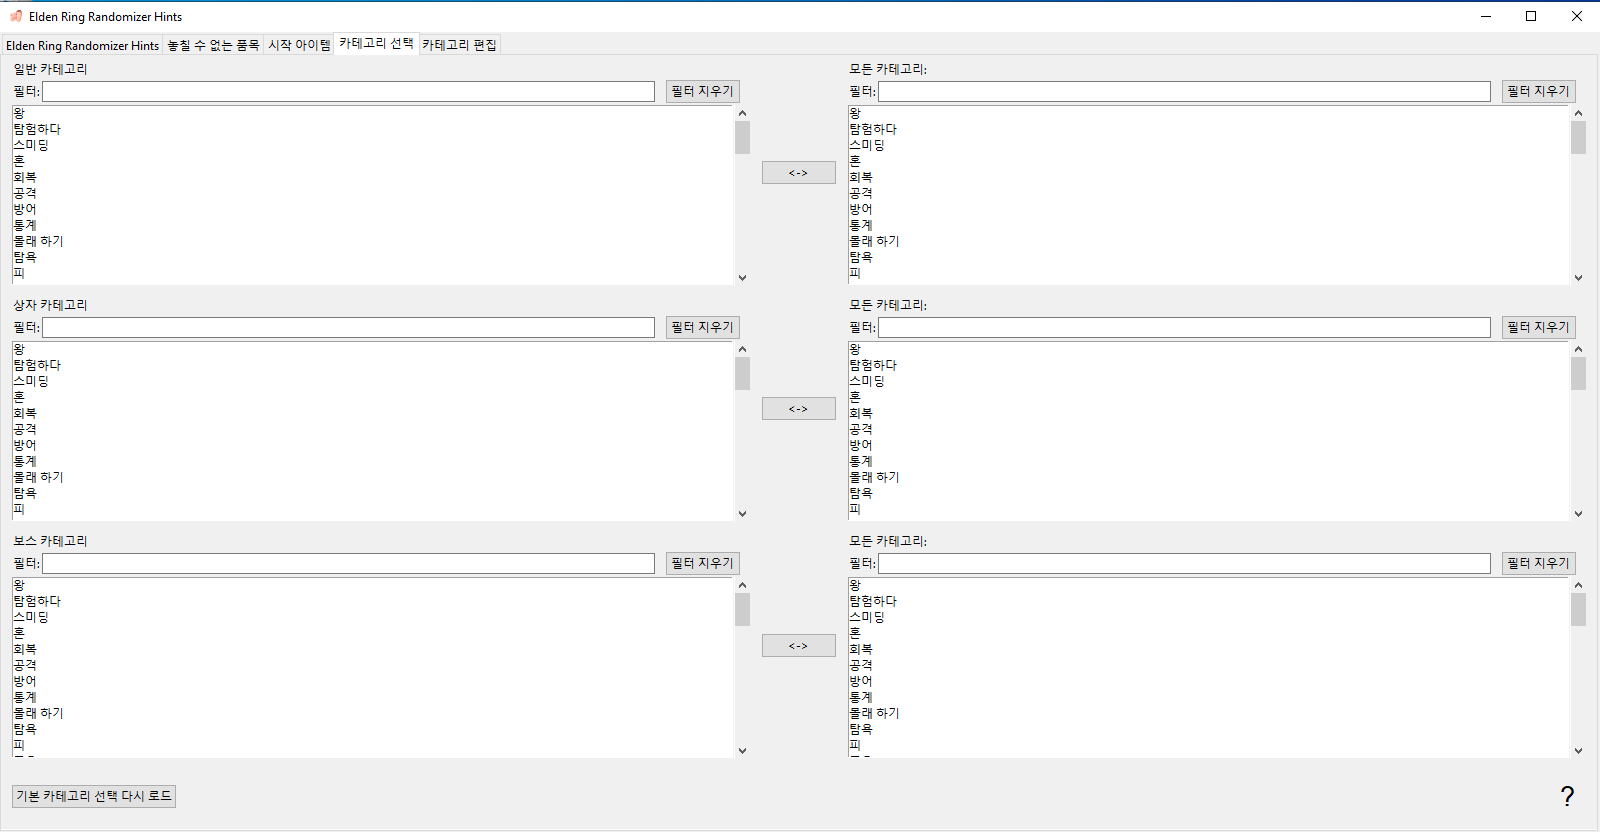 Elden Ring Randomizer Hints
Elden Ring Randomizer Hints 놓칠 수 없는 품목 시작 아이템 카테고리 선택 카테고리 편집
일반 카테고리
필터: 필터 지우기
왕
탐험하다
스미딩
혼
회복
공격
방어
통계
몰래 하기
탐욕
피
모든 카테고리:
필터: 필터 지우기
왕
탐험하다
스미딩
혼
회복
공격
방어
통계
몰래 하기
탐욕
피
<->
상자 카테고리
필터: 필터 지우기
왕
탐험하다
스미딩
혼
회복
공격
방어
통계
몰래 하기
탐욕
피
모든 카테고리:
필터: 필터 지우기
왕
탐험하다
스미딩
혼
회복
공격
방어
통계
몰래 하기
탐욕
피
<->
보스 카테고리
필터: 필터 지우기
왕
탐험하다
스미딩
혼
회복
공격
방어
통계
몰래 하기
탐욕
피
모든 카테고리:
필터: 필터 지우기
왕
탐험하다
스미딩
혼
회복
공격
방어
통계
몰래 하기
탐욕
피
<->
기본 카테고리 선택 다시 로드
?